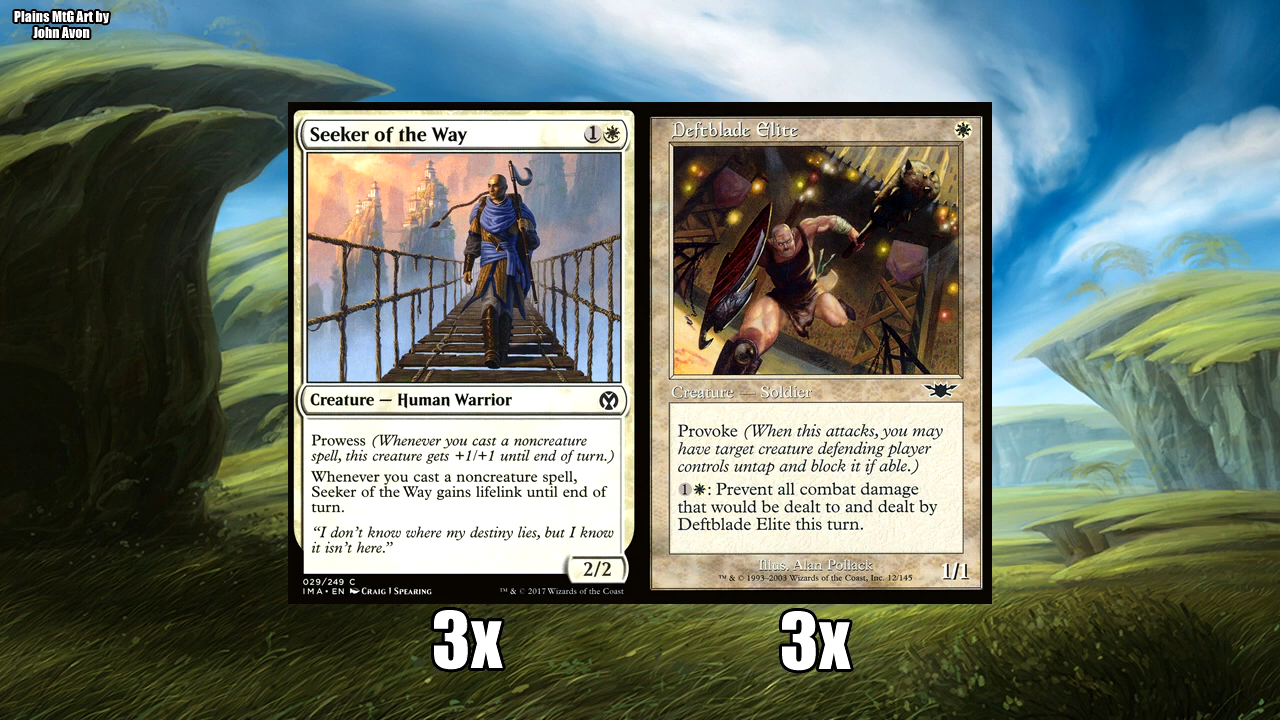 Plains MtG Art by
John Avon
Seeker of the Way
1
Creature — Human Warrior
Prowess (Whenever you cast a noncreature
spell, this creature gets +1/+1 until end of turn.)
Whenever you cast a noncreature spell,
Seeker of the Way gains lifelink until end of
turn.
“I don’t know where my destiny lies, but I know
it isn’t here.”
2/2
029/249 C
IMA • EN Craig J Spearing
™ & © 2017 Wizards of the Coast
Deftblade Elite
Creature — Soldier
Provoke (When this attacks, you may
have target creature defending player
controls untap and block it if able.)
1: Prevent all combat damage
that would be dealt to and dealt by
Deftblade Elite this turn.
Illus. Alan Pollack
™ & © 1993–2003 Wizards of the Coast, Inc. 12/145
1/1
3x
3x